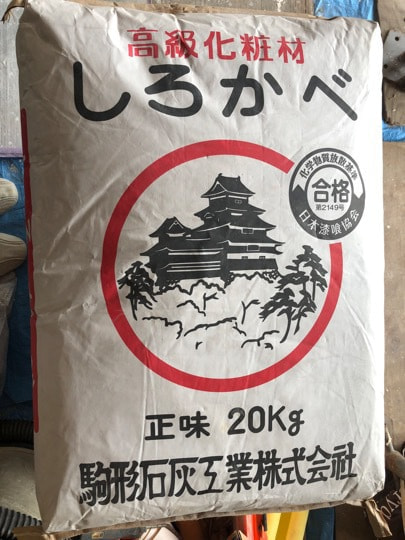 高級化粧材
しろかべ
化学物質放散基準
合格
第2149号
日本漆喰協会
正味 20Kg
駒形石灰工業株式会社